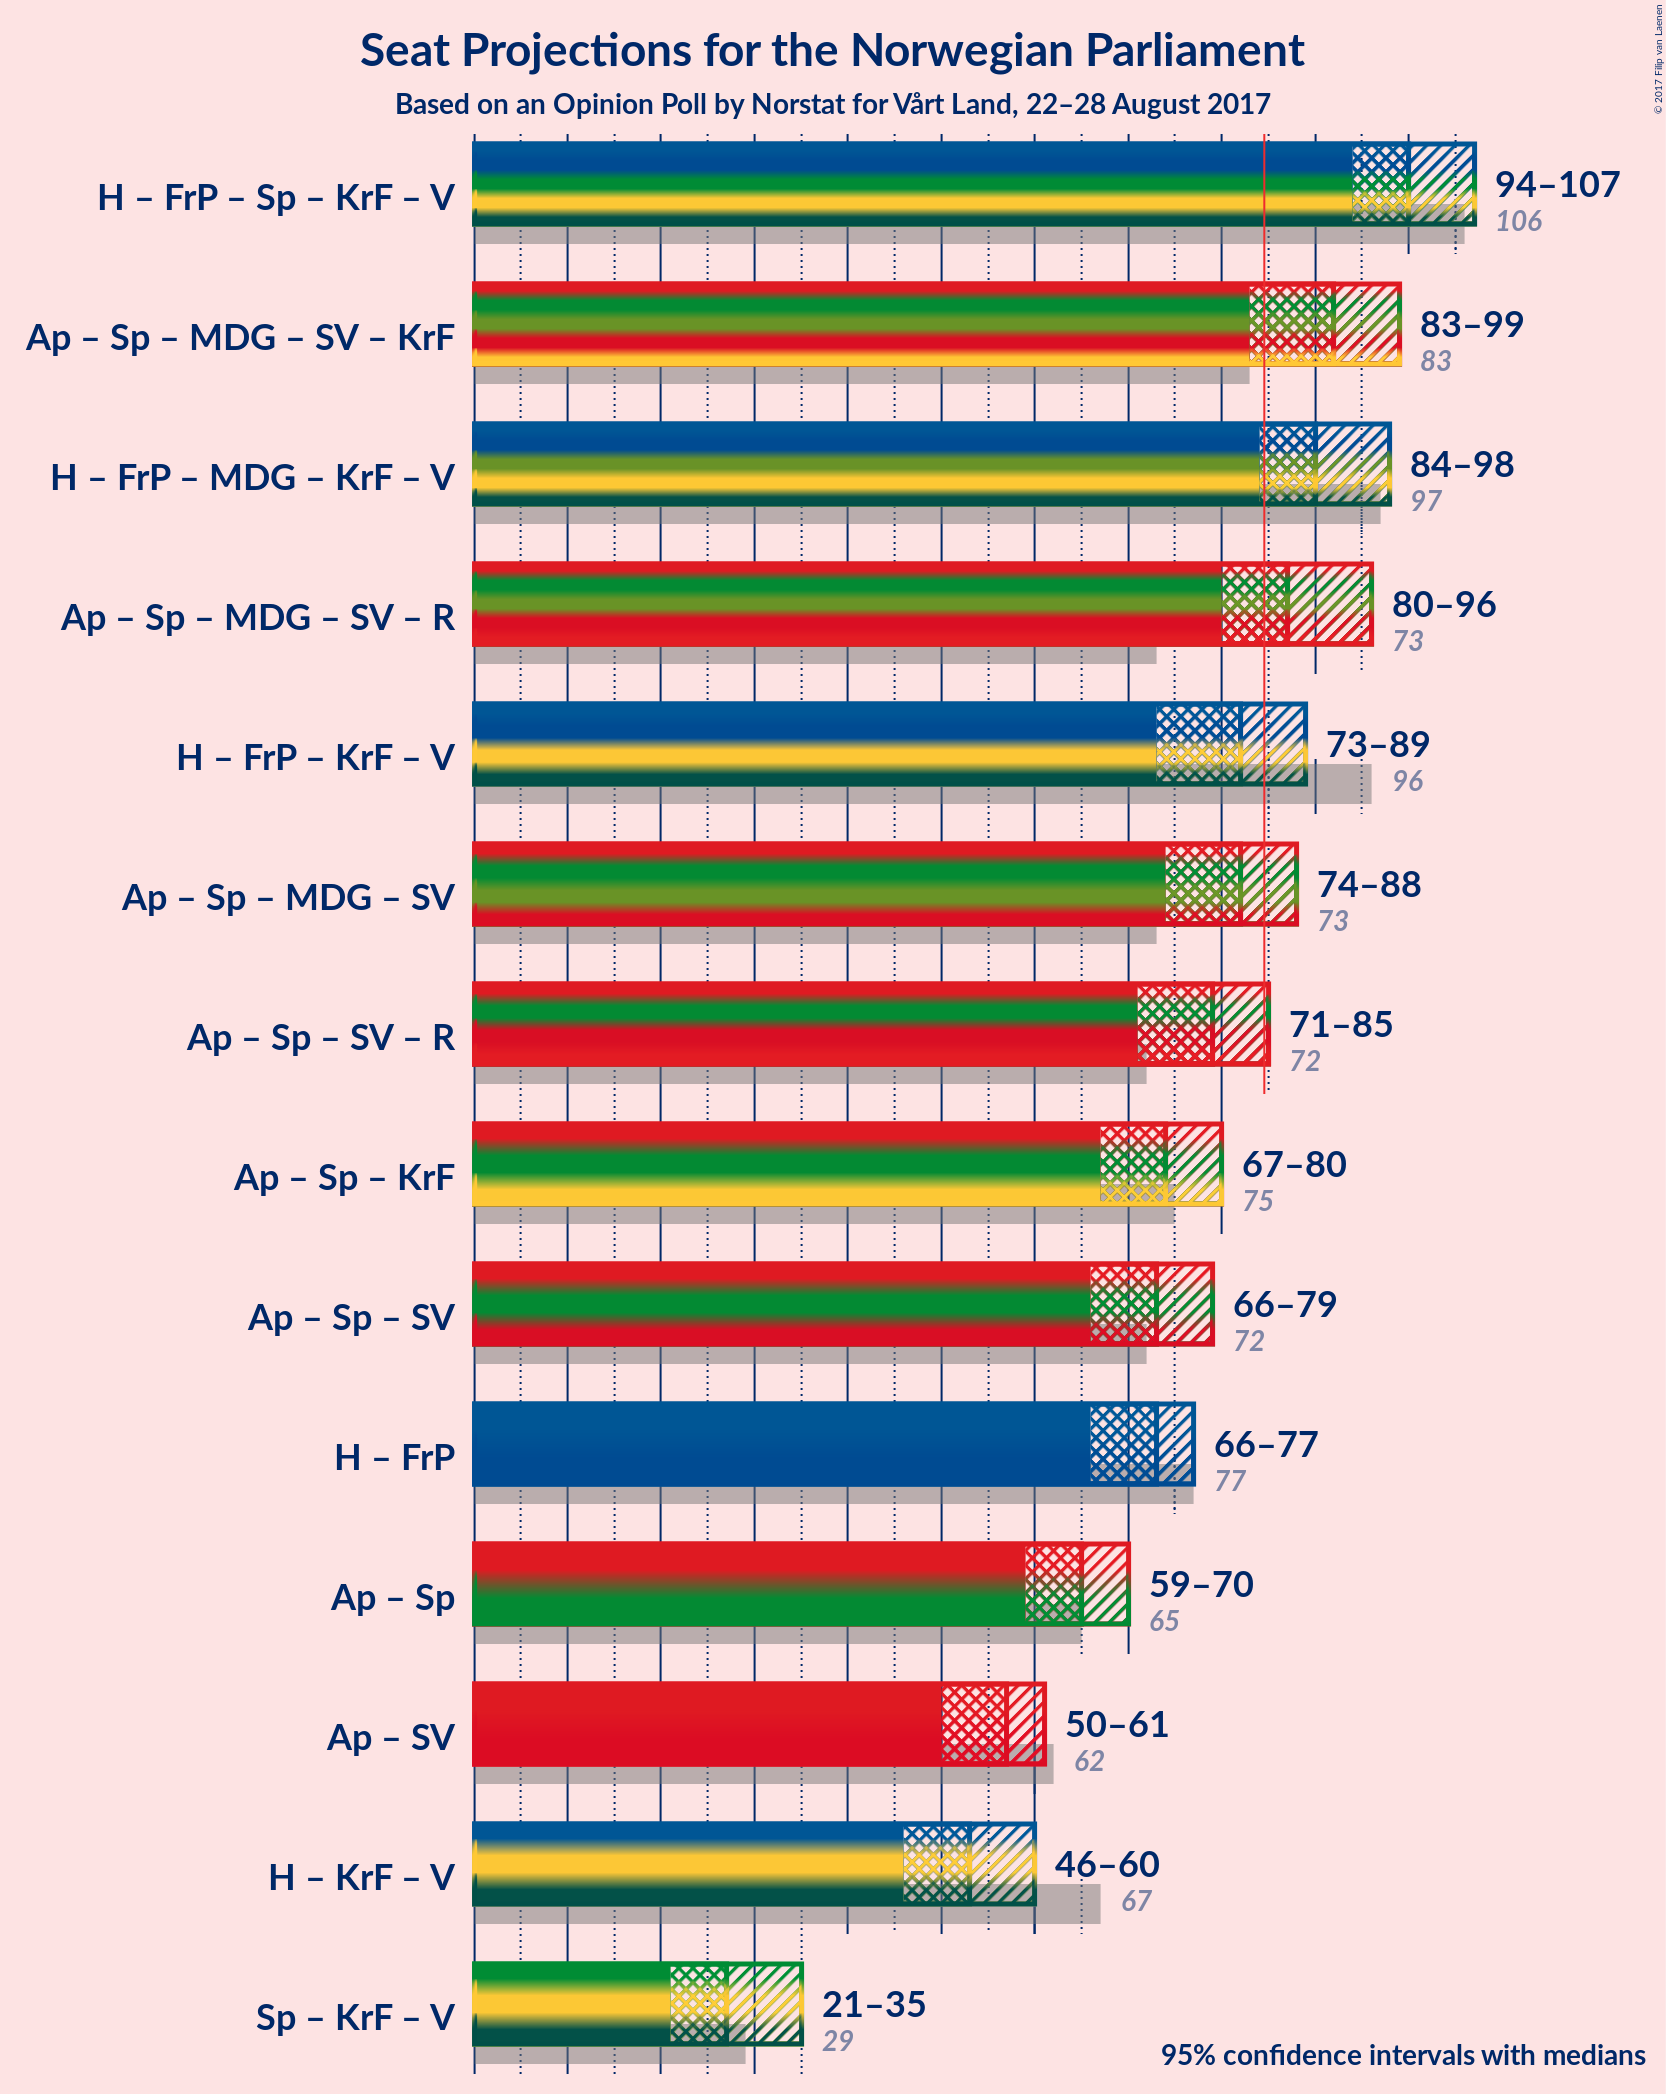 Seat Projections for the Norwegian Parliament
Based on an Opinion Poll by Norstat for Vårt Land, 22–28 August 2017
© 2017 Filip van Laenen
H – FrP – Sp – KrF – V
94–107
106
Ap – Sp – MDG – SV – KrF
83–99
83
H – FrP – MDG – KrF – V
84–98
97
Ap – Sp – MDG – SV – R
80–96
73
H – FrP – KrF – V
73–89
96
Ap – Sp – MDG – SV
74–88
73
Ap – Sp – SV – R
71–85
72
Ap – Sp – KrF
67–80
75
Ap – Sp – SV
66–79
72
H – FrP
66–77
77
Ap – Sp
59–70
65
Ap – SV
50–61
62
H – KrF – V
46–60
67
Sp – KrF – V
21–35
29
95% confidence intervals with medians